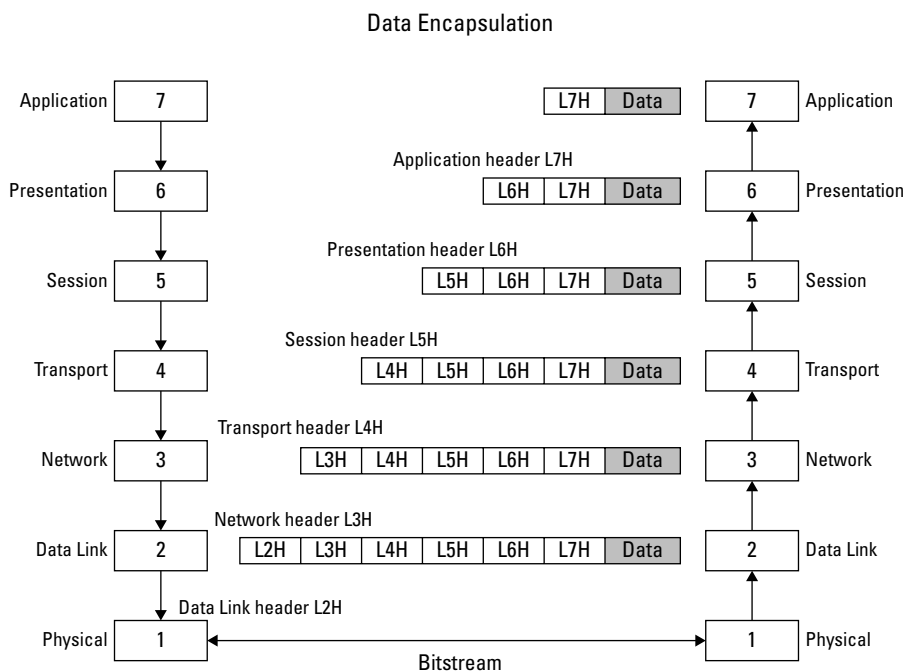 Data Encapsulation
Application 7 L7H Data 7 Application
Application header L7H
Presentation 6 L6H L7H Data 6 Presentation
Presentation header L6H
Session 5 L5H L6H L7H Data 5 Session
Session header L5H
Transport 4 L4H L5H L6H L7H Data 4 Transport
Transport header L4H
Network 3 L3H L4H L5H L6H L7H Data 3 Network
Network header L3H
Data Link 2 L2H L3H L4H L5H L6H L7H Data 2 Data Link
Data Link header L2H
Physical 1 1 Physical
Bitstream